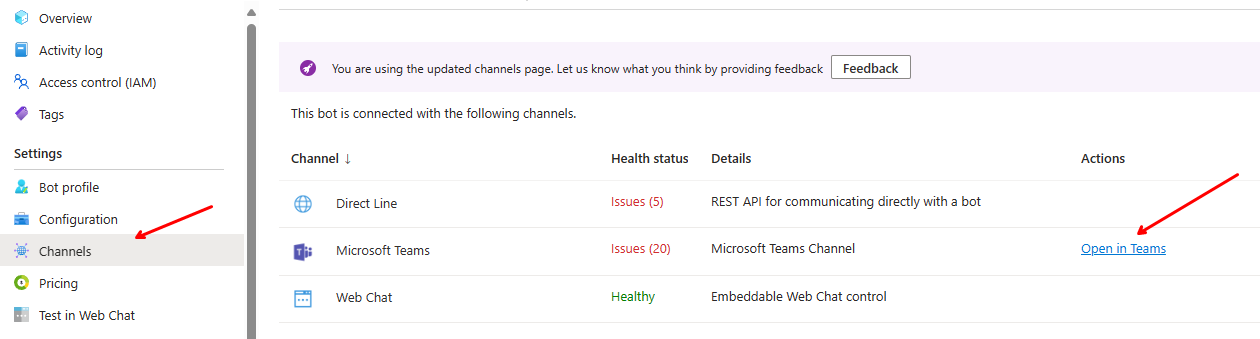 Overview
Activity log
Access control (IAM)
Tags
Settings
Bot profile
Configuration
Channels
Pricing
Test in Web Chat
You are using the updated channels page. Let us know what you think by providing feedback Feedback
This bot is connected with the following channels.
Channel ↓ Health status Details Actions
Direct Line Issues (5) REST API for communicating directly with a bot
Microsoft Teams Issues (20) Microsoft Teams Channel Open in Teams
Web Chat Healthy Embeddable Web Chat control